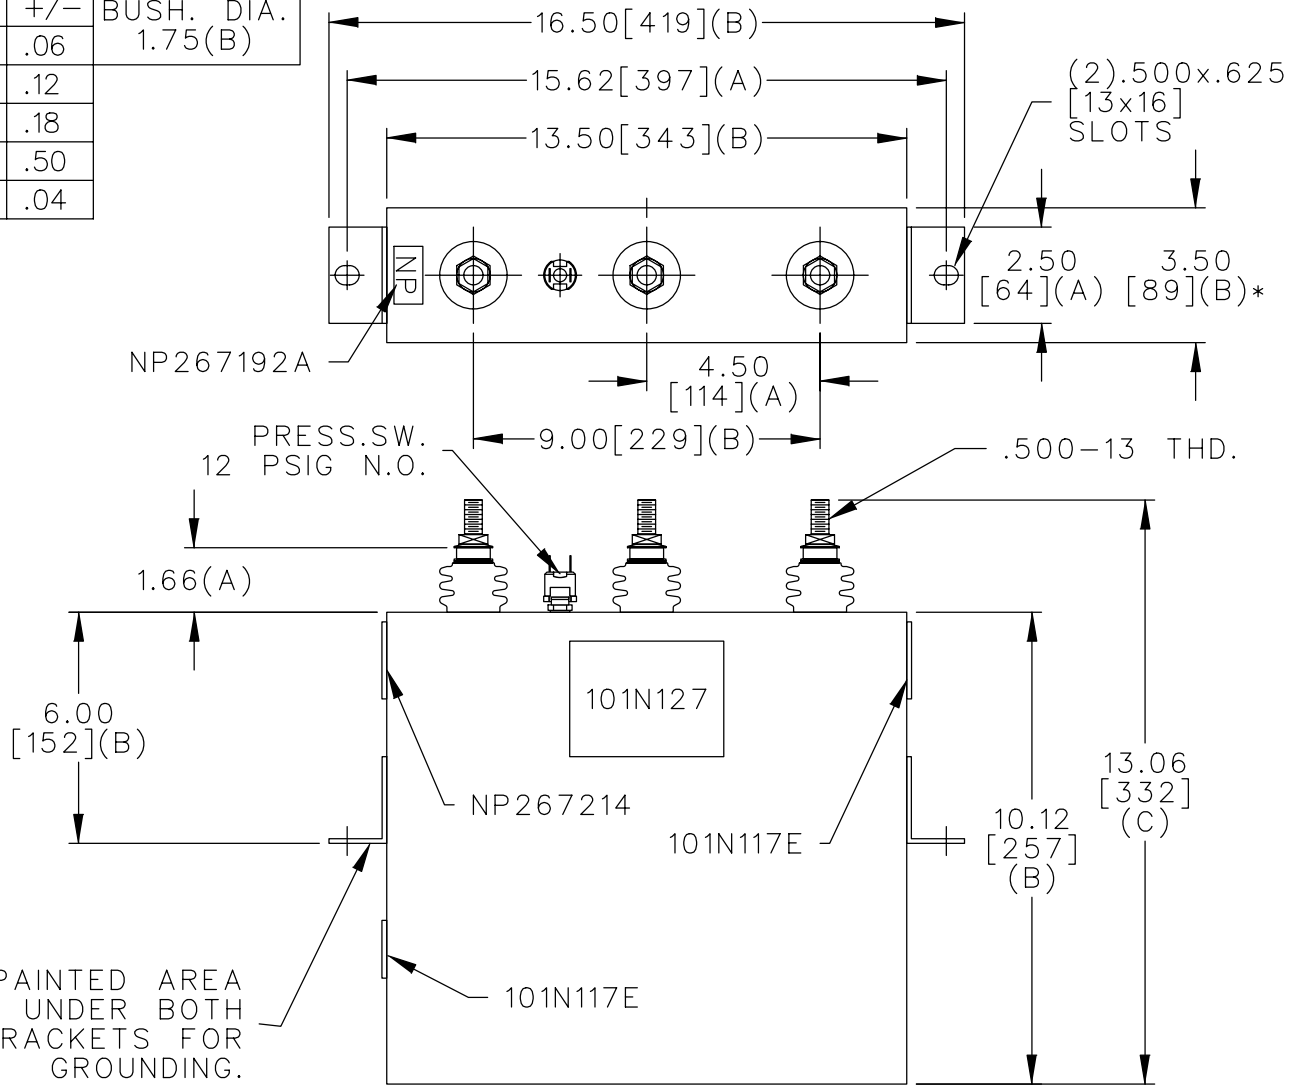 +/-
.06
.12
.18
.50
.04
BUSH. DIA.
1.75(B)
16.50[419](B)
15.62[397](A)
13.50[343](B)
(2).500x.625
[13x16]
SLOTS
NP
2.50
[64](A)
3.50
[89](B)*
NP267192A
4.50
[114](A)
9.00[229](B)
PRESS.SW.
12 PSIG N.O.
.500-13 THD.
1.66(A)
6.00
[152](B)
101N127
NP267214
101N117E
13.06
[332]
(C)
10.12
[257]
(B)
101N117E
PAINTED AREA
UNDER BOTH
RACKETS FOR
GROUNDING.